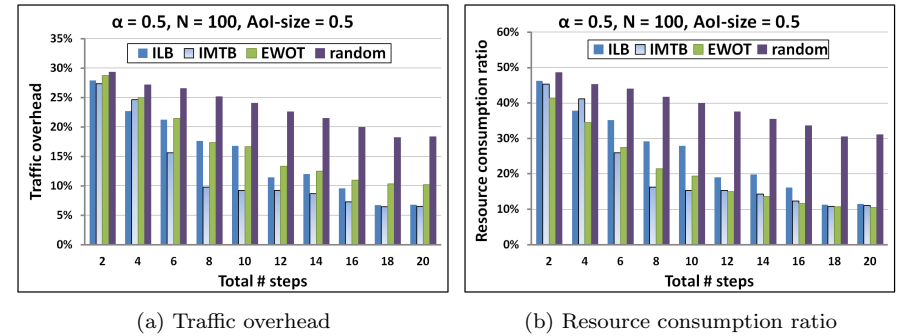 α = 0.5, N = 100, AoI-size = 0.5
ILB IMTB EWOT random
Traffic overhead
35%
30%
25%
20%
15%
10%
5%
0%
2 4 6 8 10 12 14 16 18 20
Total # steps
(a) Traffic overhead
α = 0.5, N = 100, AoI-size = 0.5
ILB IMTB EWOT random
Resource consumption ratio
60%
50%
40%
30%
20%
10%
0%
2 4 6 8 10 12 14 16 18 20
Total # steps
(b) Resource consumption ratio